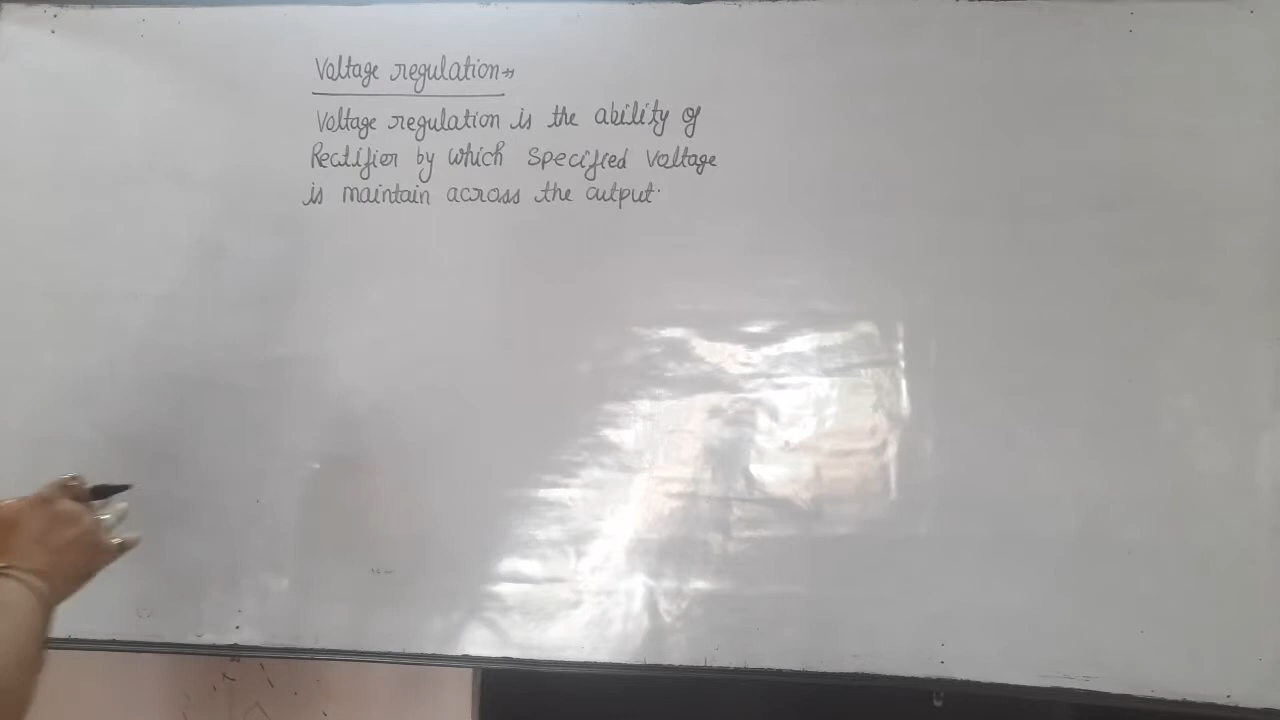 Voltage regulation→
Voltage regulation is the ability of
Rectifier by which specified voltage
is maintain across the output.